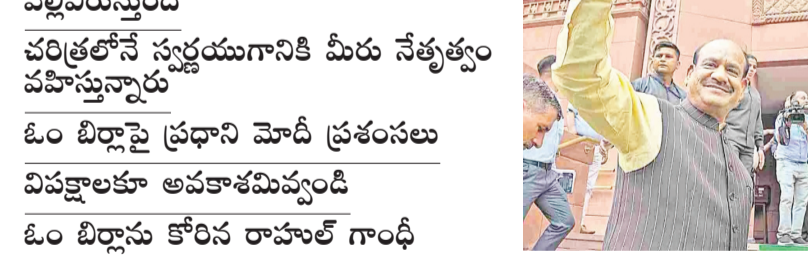 వెల్లివిరుస్తుంది
చరిత్రలోనే స్వర్ణయుగానికి మీరు నేతృత్వం
వహిస్తున్నారు
ఓం బిర్లాపై ప్రధాని మోదీ ప్రశంసలు
విపక్షాలకూ అవకాశమివ్వండి
ఓం బిర్లాను కోరిన రాహుల్ గాంధీ